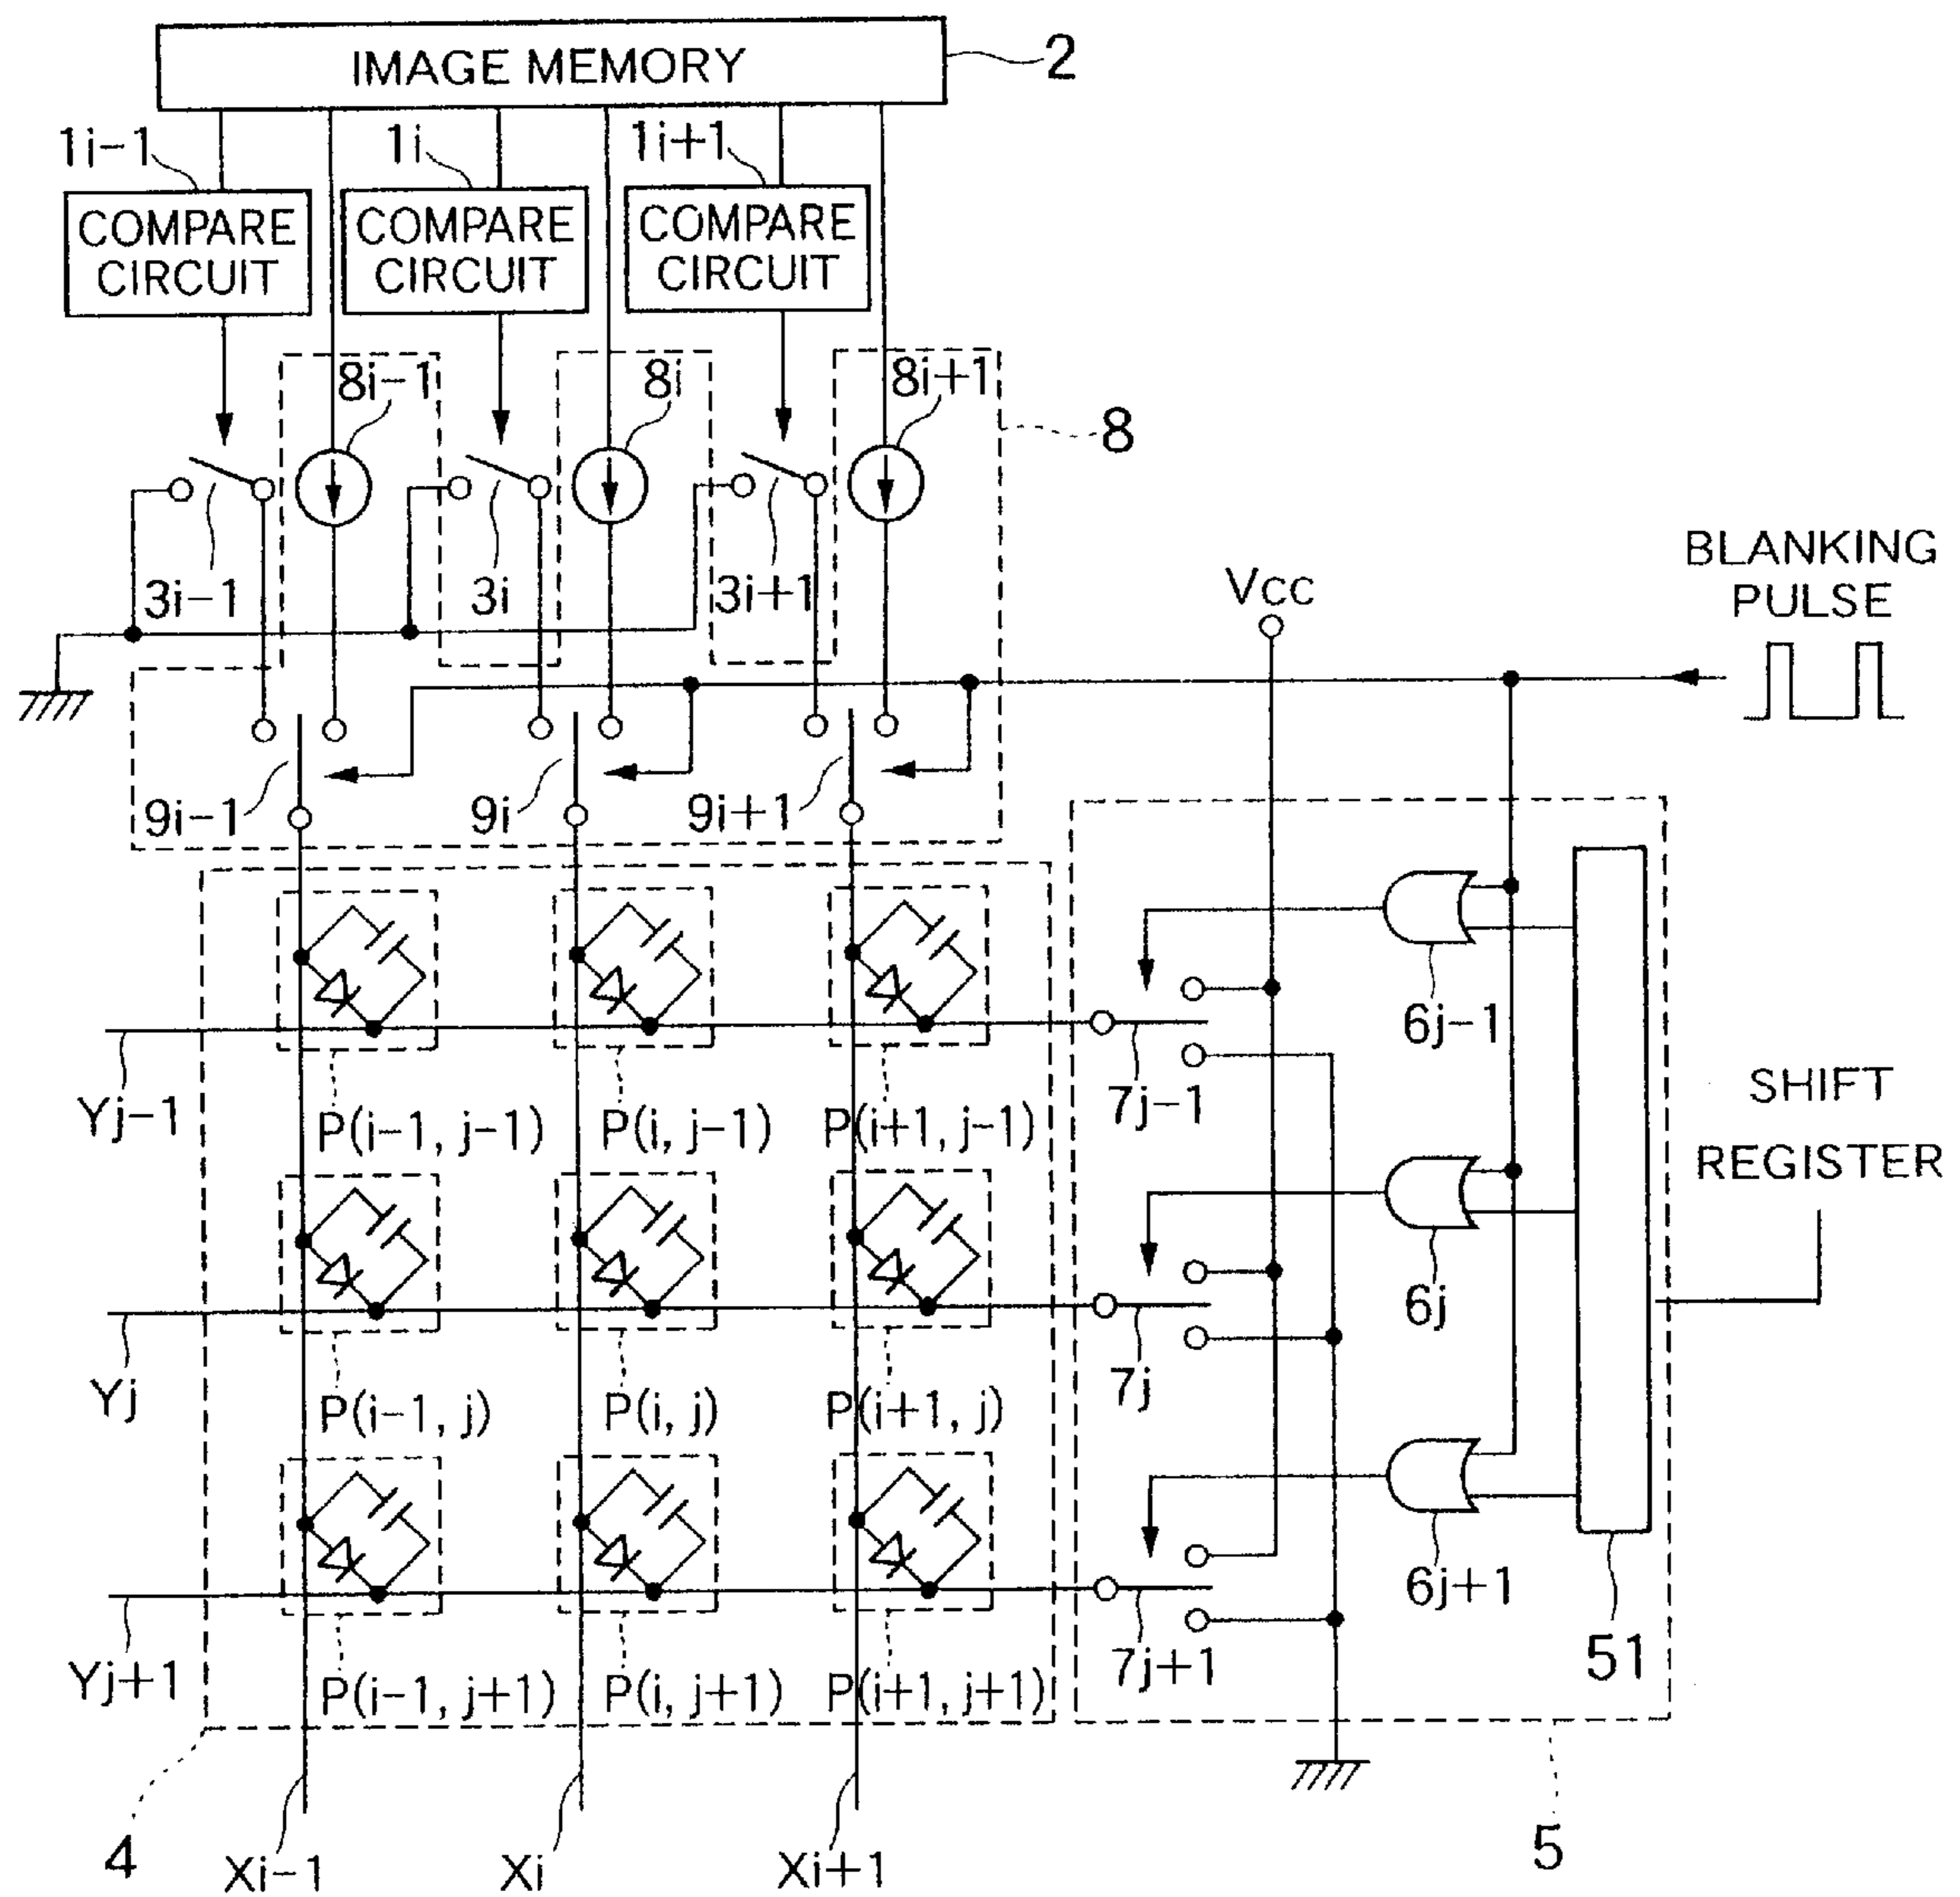 IMAGE MEMORY
2
1i-1
1i
1i+1
COMPARE
CIRCUIT
COMPARE
CIRCUIT
COMPARE
CIRCUIT
8i-1
8i
8i+1
8
3i-1
3i
3i+1
VCC
BLANKING
PULSE
9i-1
9i
9i+1
6j-1
Yj-1
P(i-1, j-1)
P(i, j-1)
P(i+1, j-1)
7j-1
SHIFT
REGISTER
6j
Yj
P(i-1, j)
P(i, j)
P(i+1, j)
7j
6j+1
Yj+1
P(i-1, j+1)
P(i, j+1)
P(i+1, j+1)
7j+1
51
4
Xi-1
Xi
Xi+1
5